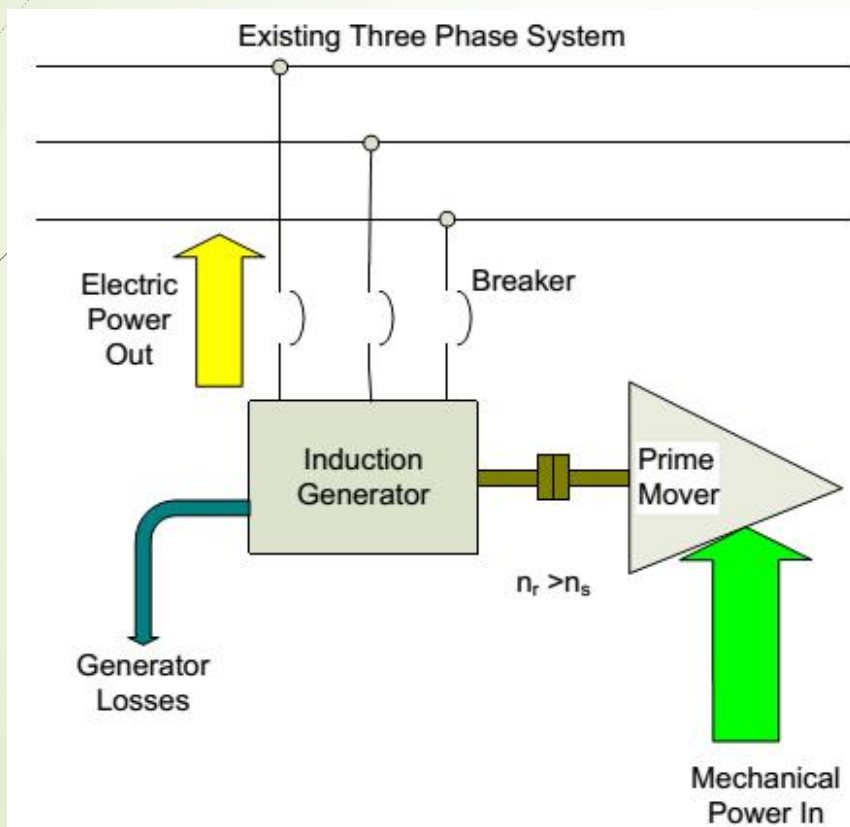 Existing Three Phase System
Electric
Power
Out
Breaker
Induction
Generator
Prime
Mover
nᵣ >nₛ
Generator
Losses
Mechanical
Power In